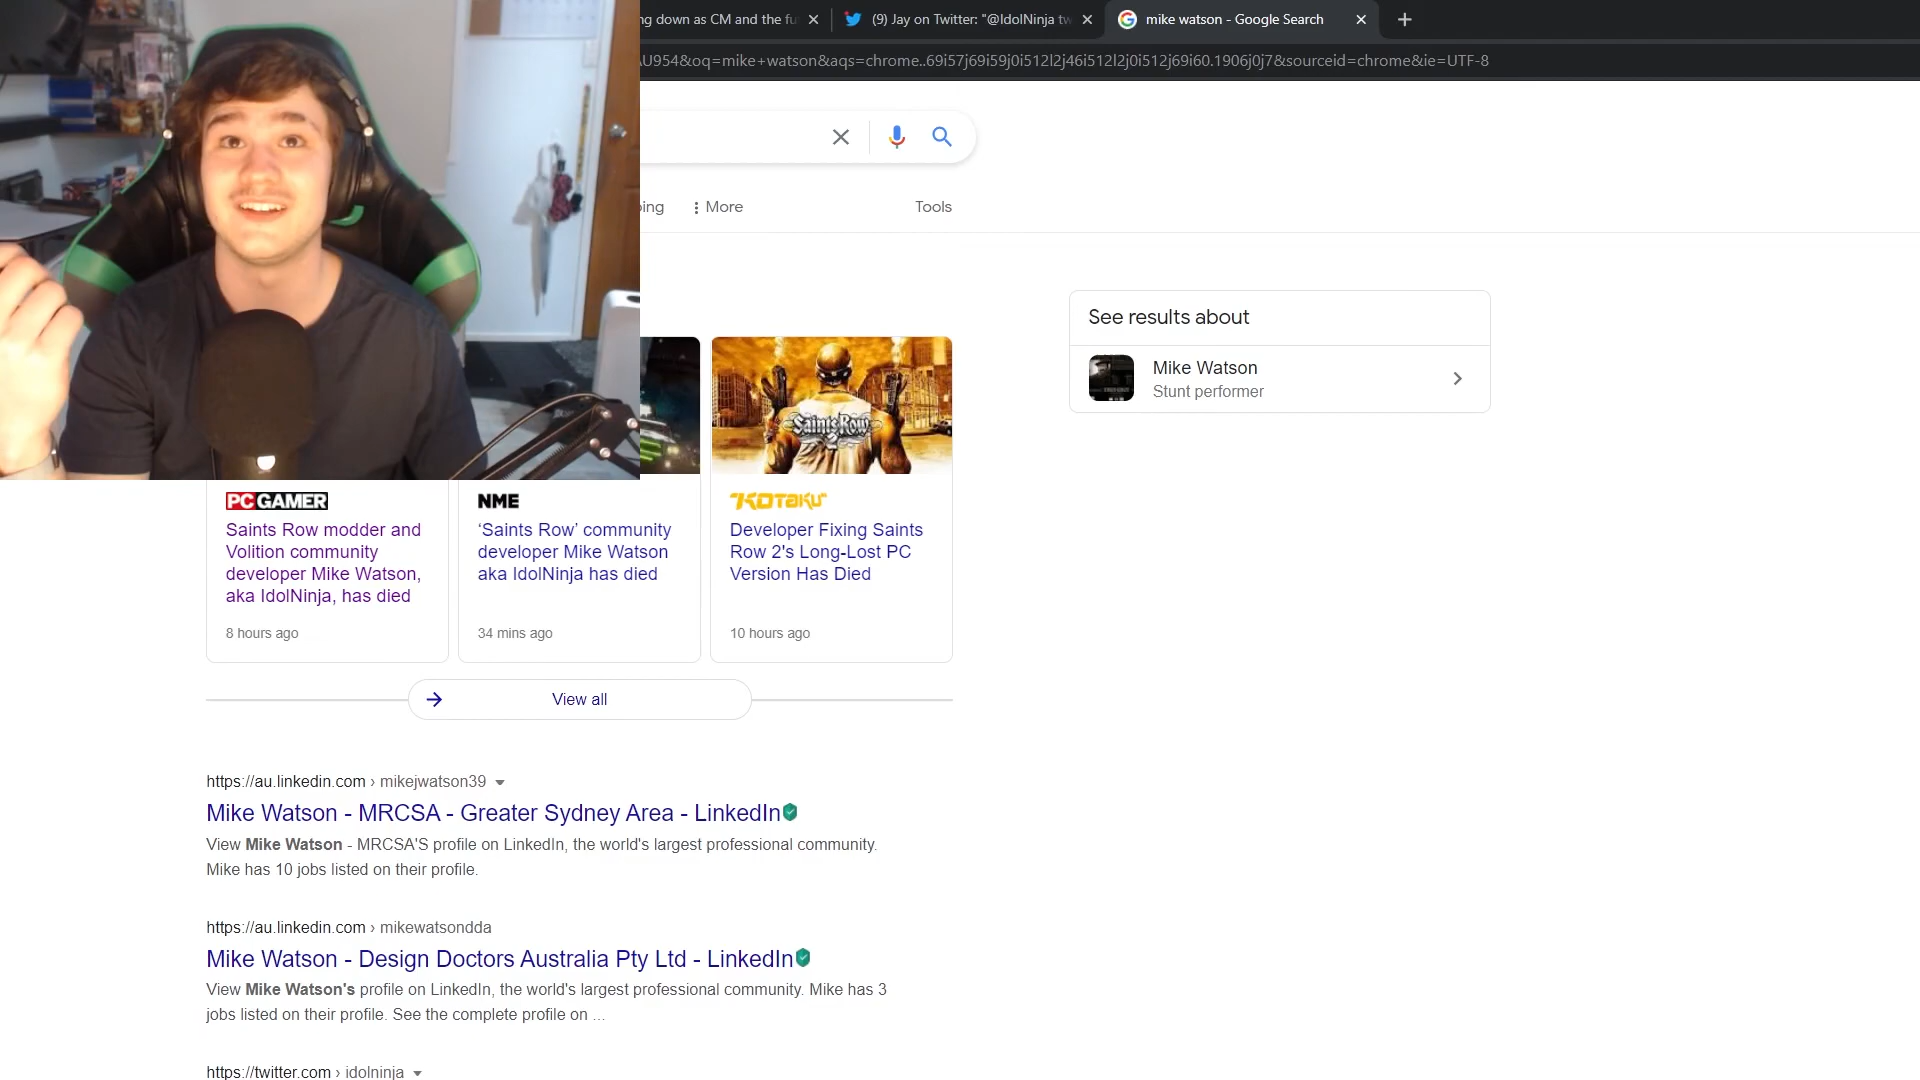 ng down as CM and the fu
(9) Jay on Twitter: "@IdolNinja tw
mike watson - Google Search
U954&oq=mike+watson&aqs=chrome..69i57j69i59j0i512l2j46i512l2j0i512j69i60.1906j0j7&sourceid=chrome&ie=UTF-8
ping
More
Tools
See results about
Mike Watson
Stunt performer
Saints Row
PC GAMER
Saints Row modder and
Volition community
developer Mike Watson,
aka IdolNinja, has died
8 hours ago
NME
‘Saints Row’ community
developer Mike Watson
aka IdolNinja has died
34 mins ago
KOTAKU
Developer Fixing Saints
Row 2's Long-Lost PC
Version Has Died
10 hours ago
View all
https://au.linkedin.com › mikejwatson39
Mike Watson - MRCSA - Greater Sydney Area - LinkedIn
View Mike Watson - MRCSA'S profile on LinkedIn, the world's largest professional community.
Mike has 10 jobs listed on their profile.
https://au.linkedin.com › mikewatsondda
Mike Watson - Design Doctors Australia Pty Ltd - LinkedIn
View Mike Watson's profile on LinkedIn, the world's largest professional community. Mike has 3
jobs listed on their profile. See the complete profile on ...
https://twitter.com › idolninja